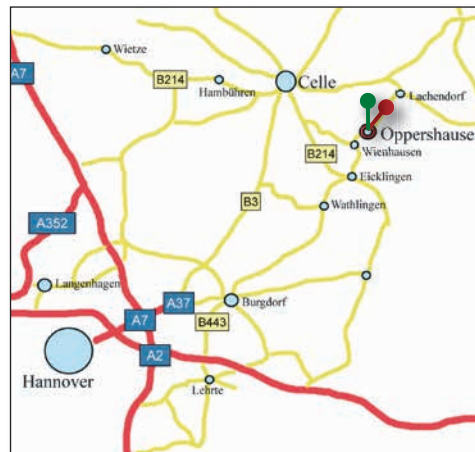 Wietze
A7
B214
Celle
Hambühren
Lachendorf
Oppershause
B214
Wienhausen
Eicklingen
B3
Wathlingen
A352
Langenhagen
A37
Burgdorf
A7
B443
A2
Hannover
Lehrte